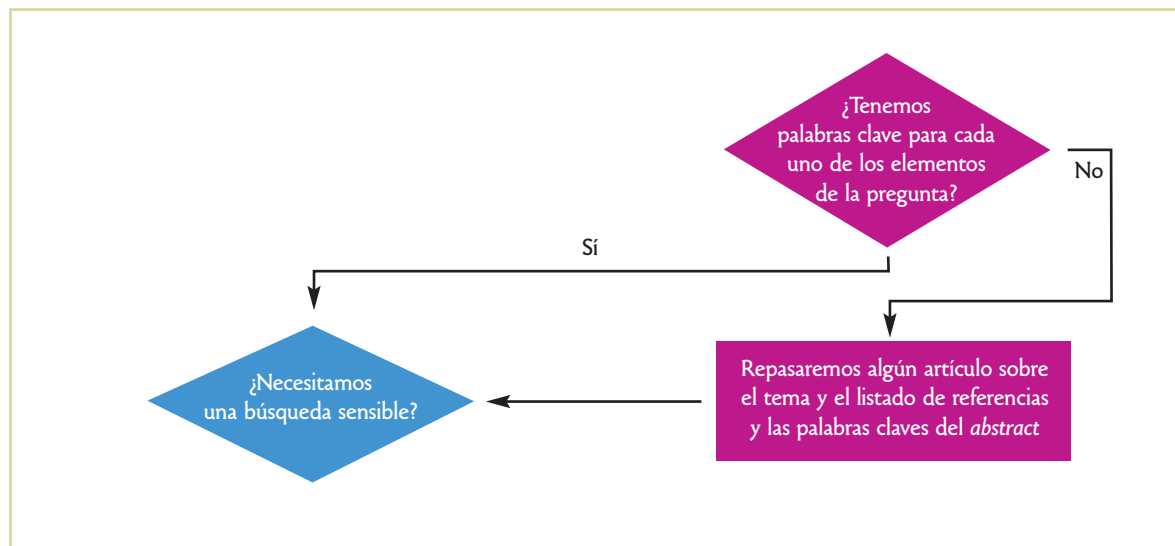 ¿Tenemos
palabras clave para cada
uno de los elementos
de la pregunta?
No
Sí
¿Necesitamos
una búsqueda sensible?
Repasaremos algún artículo sobre
el tema y el listado de referencias
y las palabras claves del abstract